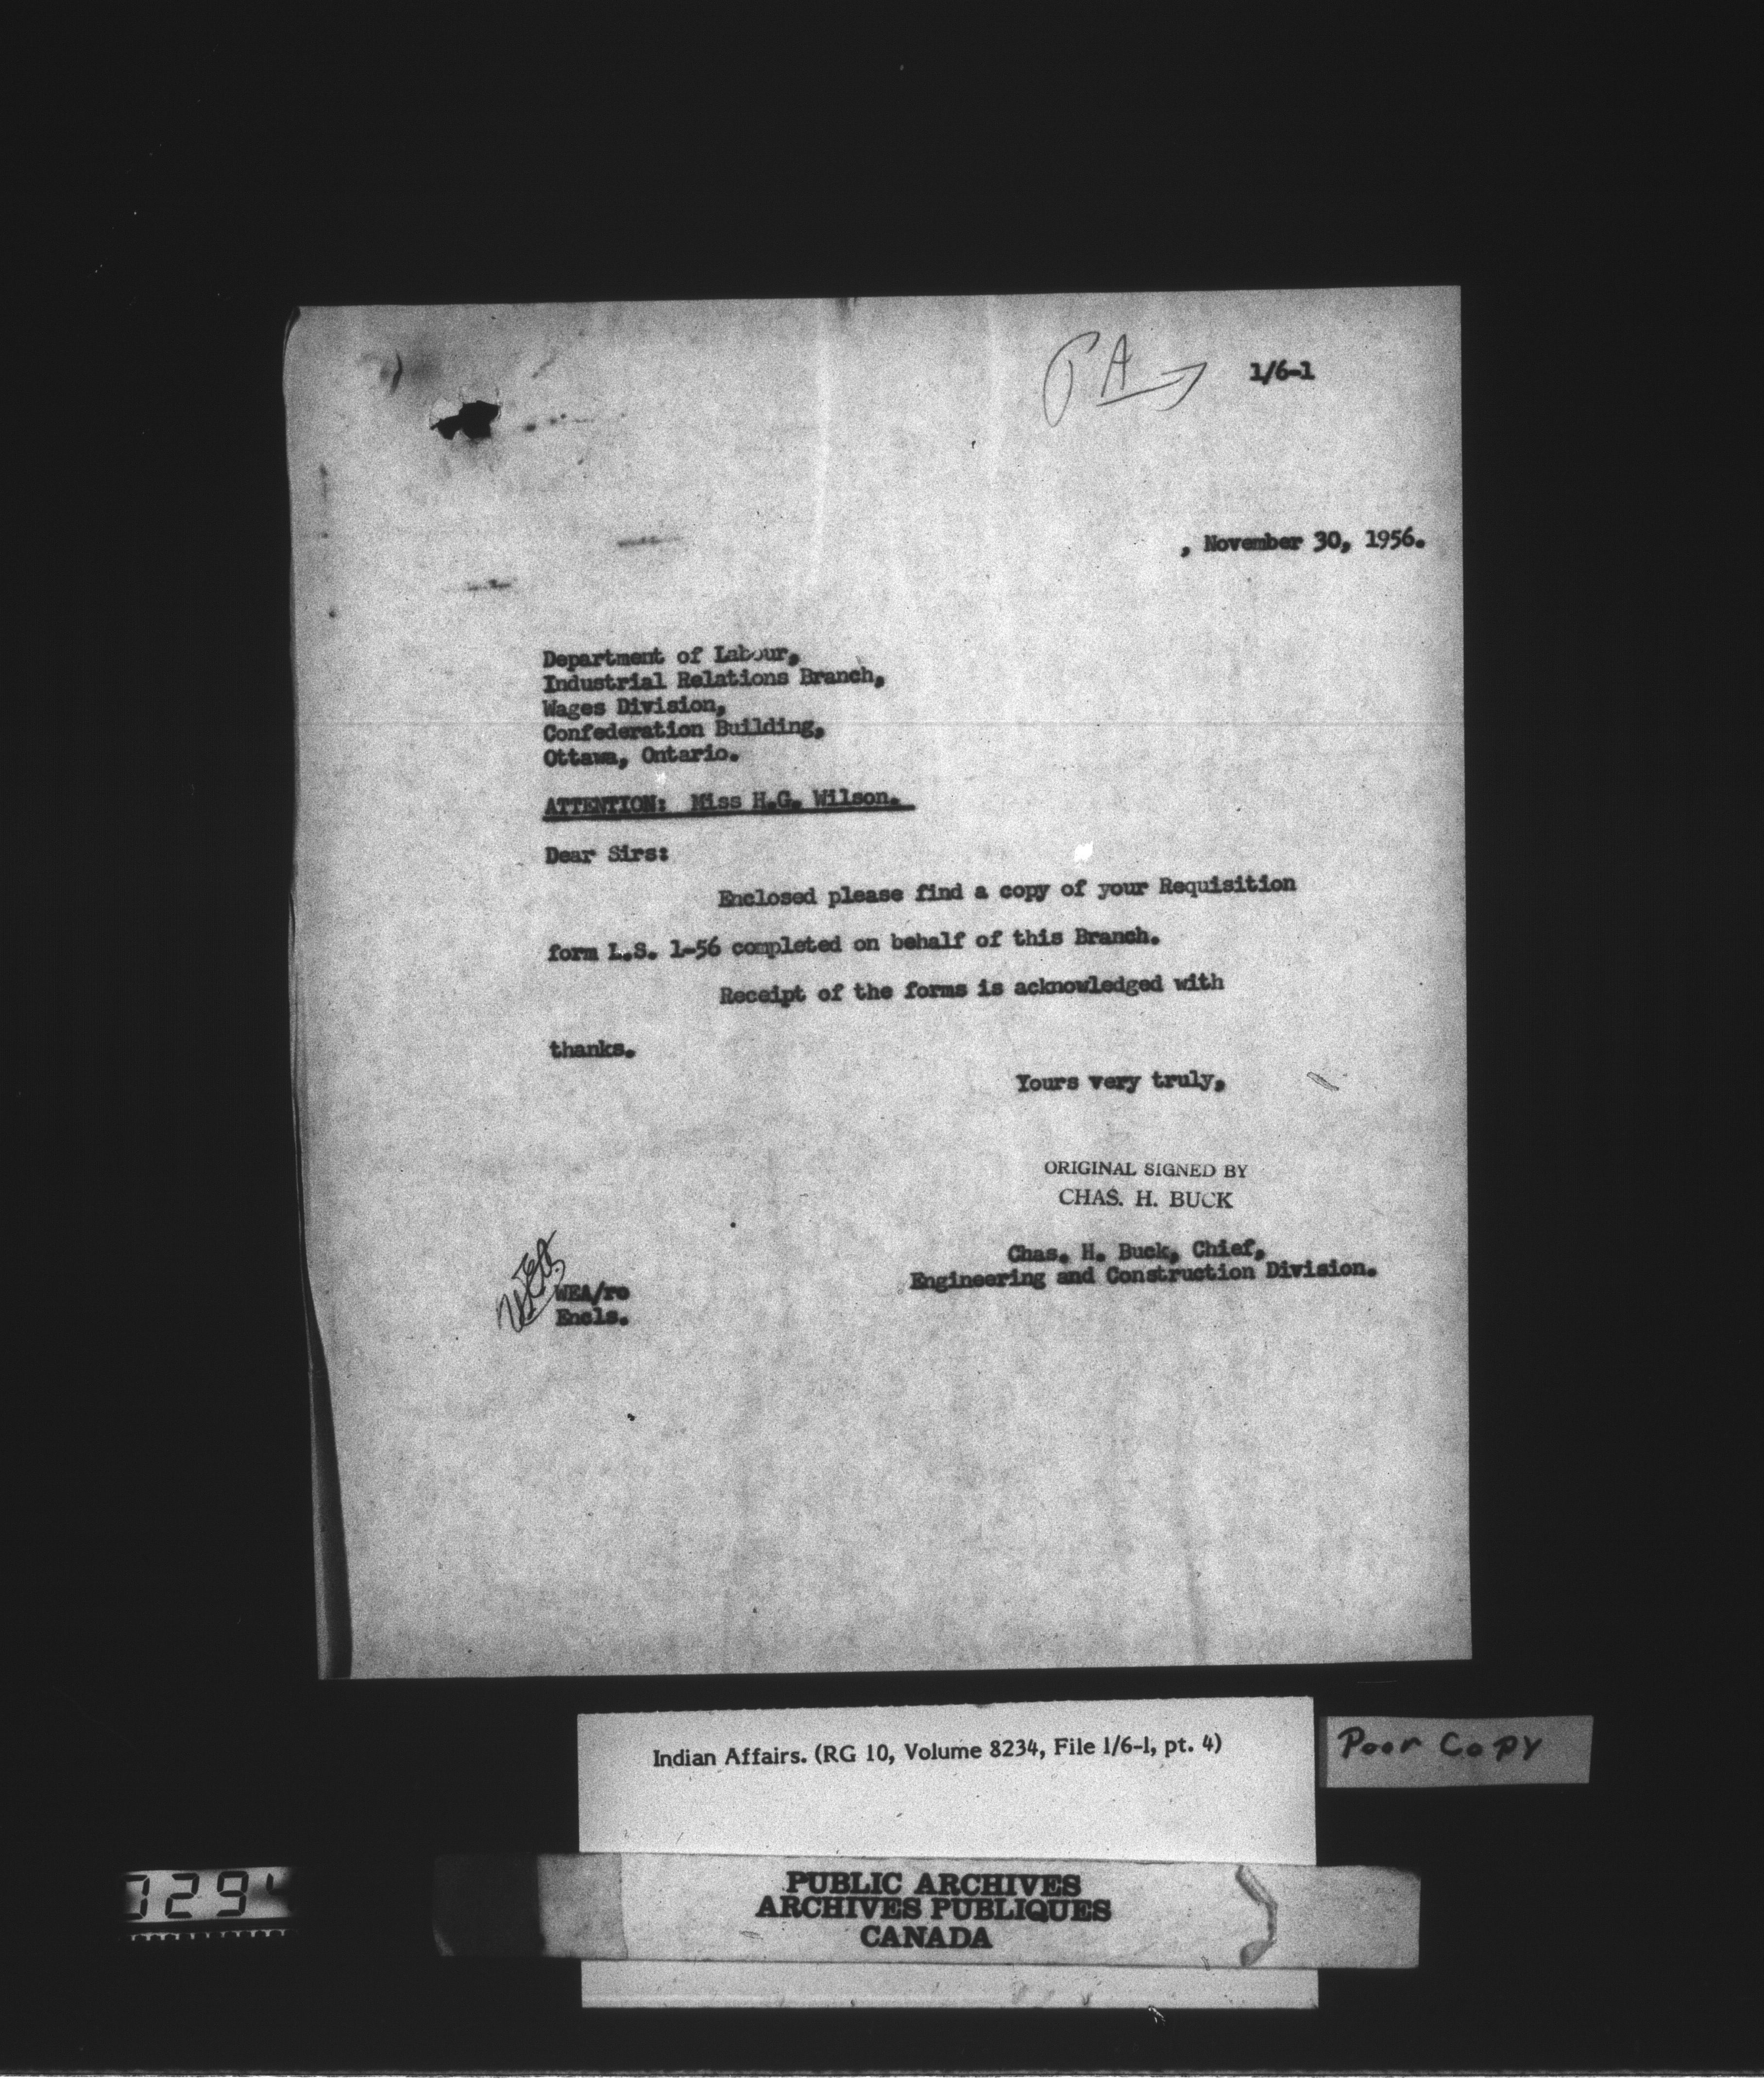 PA
1/6-1
, November 30, 1956.
Department of Labour,
Industrial Relations Branch,
Wages Division,
Confederation Building,
Ottawa, Ontario.
ATTENTION: Miss H.G. Wilson.
Dear Sirs:
Enclosed please find a copy of your Requisition
form L.S. 1-56 completed on behalf of this Branch.
Receipt of the forms is acknowledged with
thanks.
Yours very truly,
ORIGINAL SIGNED BY
CHAS. H. BUCK
Chas. H. Buck, Chief,
Engineering and Construction Division.
WEA
WEA/ro
Encls.
Indian Affairs. (RG 10, Volume 8234, File 1/6-1, pt. 4)
Poor Copy
PUBLIC ARCHIVES
ARCHIVES PUBLIQUES
CANADA